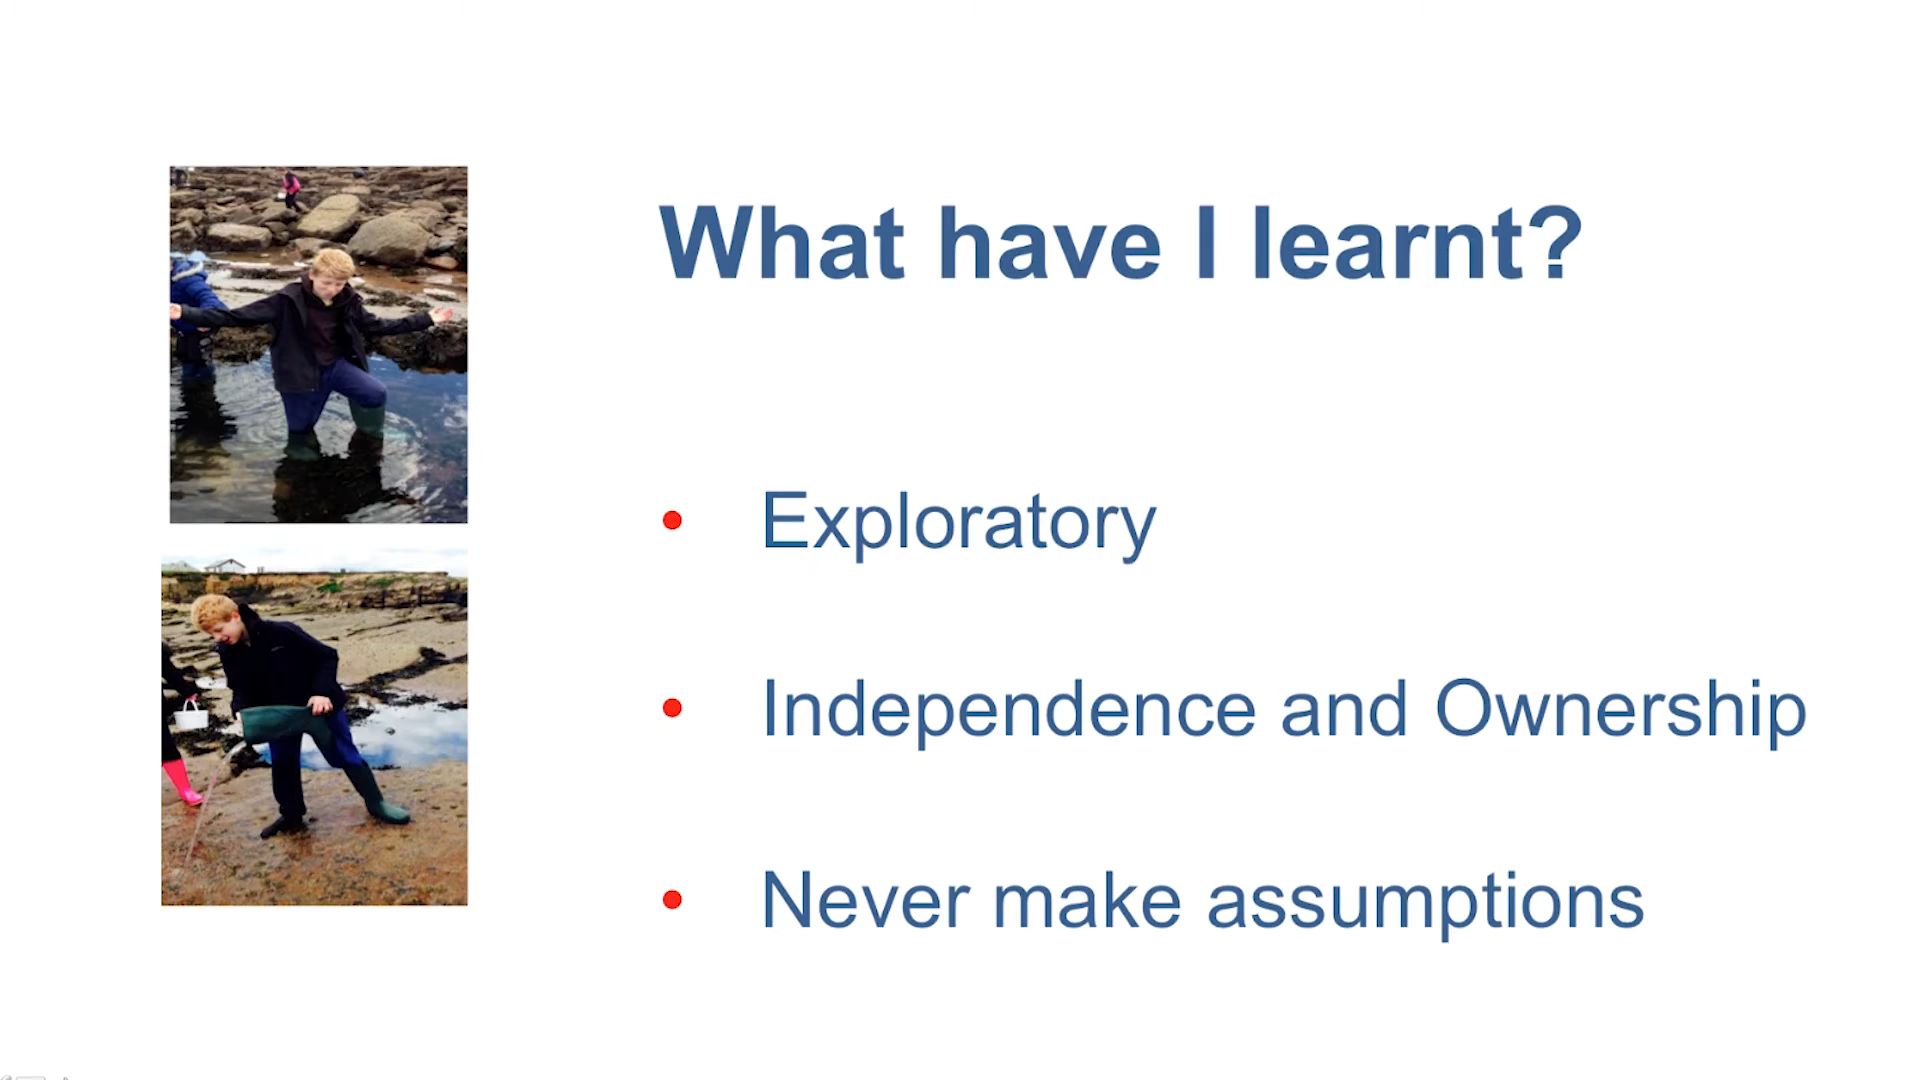 What have I learnt?
• Exploratory
• Independence and Ownership
• Never make assumptions